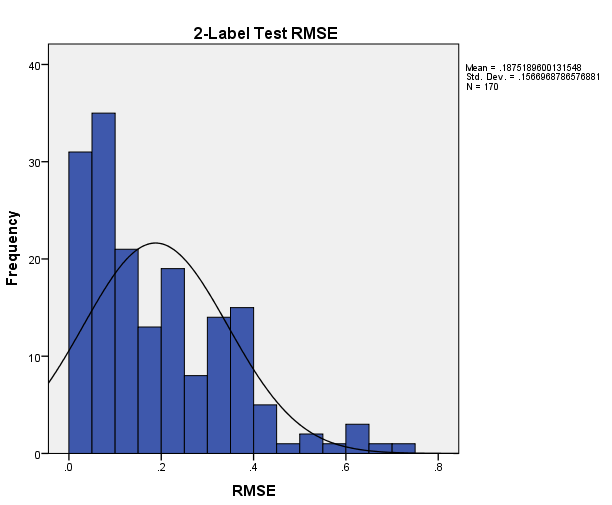 2-Label Test RMSE
Mean = .1875189600131548
Std. Dev. = .1566968786576881
N = 170
40
30
20
10
0
Frequency
.0 .2 .4 .6 .8
RMSE